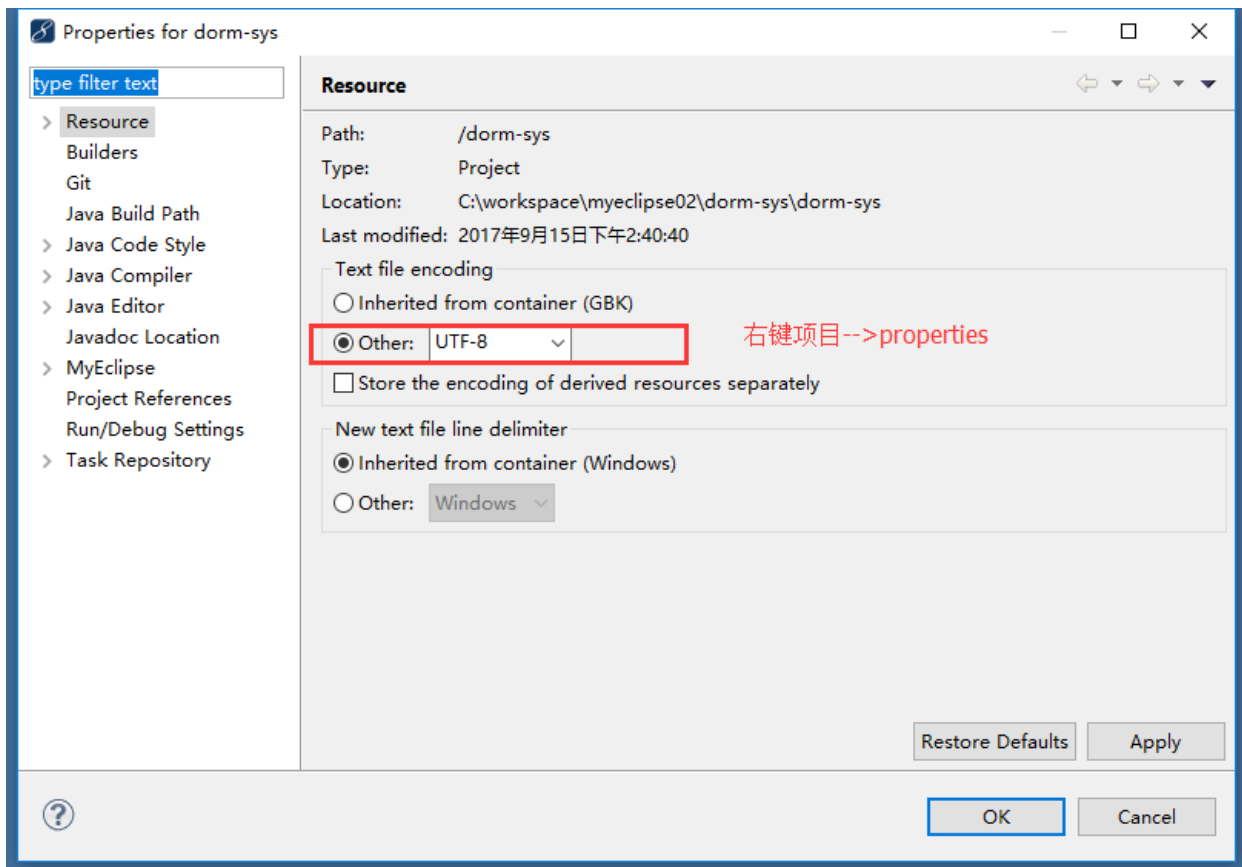 Properties for dorm-sys
type filter text
Resource
Builders
Git
Java Build Path
Java Code Style
Java Compiler
Java Editor
Javadoc Location
MyEclipse
Project References
Run/Debug Settings
Task Repository
Resource
Path: /dorm-sys
Type: Project
Location: C:\workspace\myeclipse02\dorm-sys\dorm-sys
Last modified: 2017年9月15日下午2:40:40
Text file encoding
Inherited from container (GBK)
Other: UTF-8
右键项目-->properties
Store the encoding of derived resources separately
New text file line delimiter
Inherited from container (Windows)
Other: Windows
Restore Defaults Apply
OK Cancel